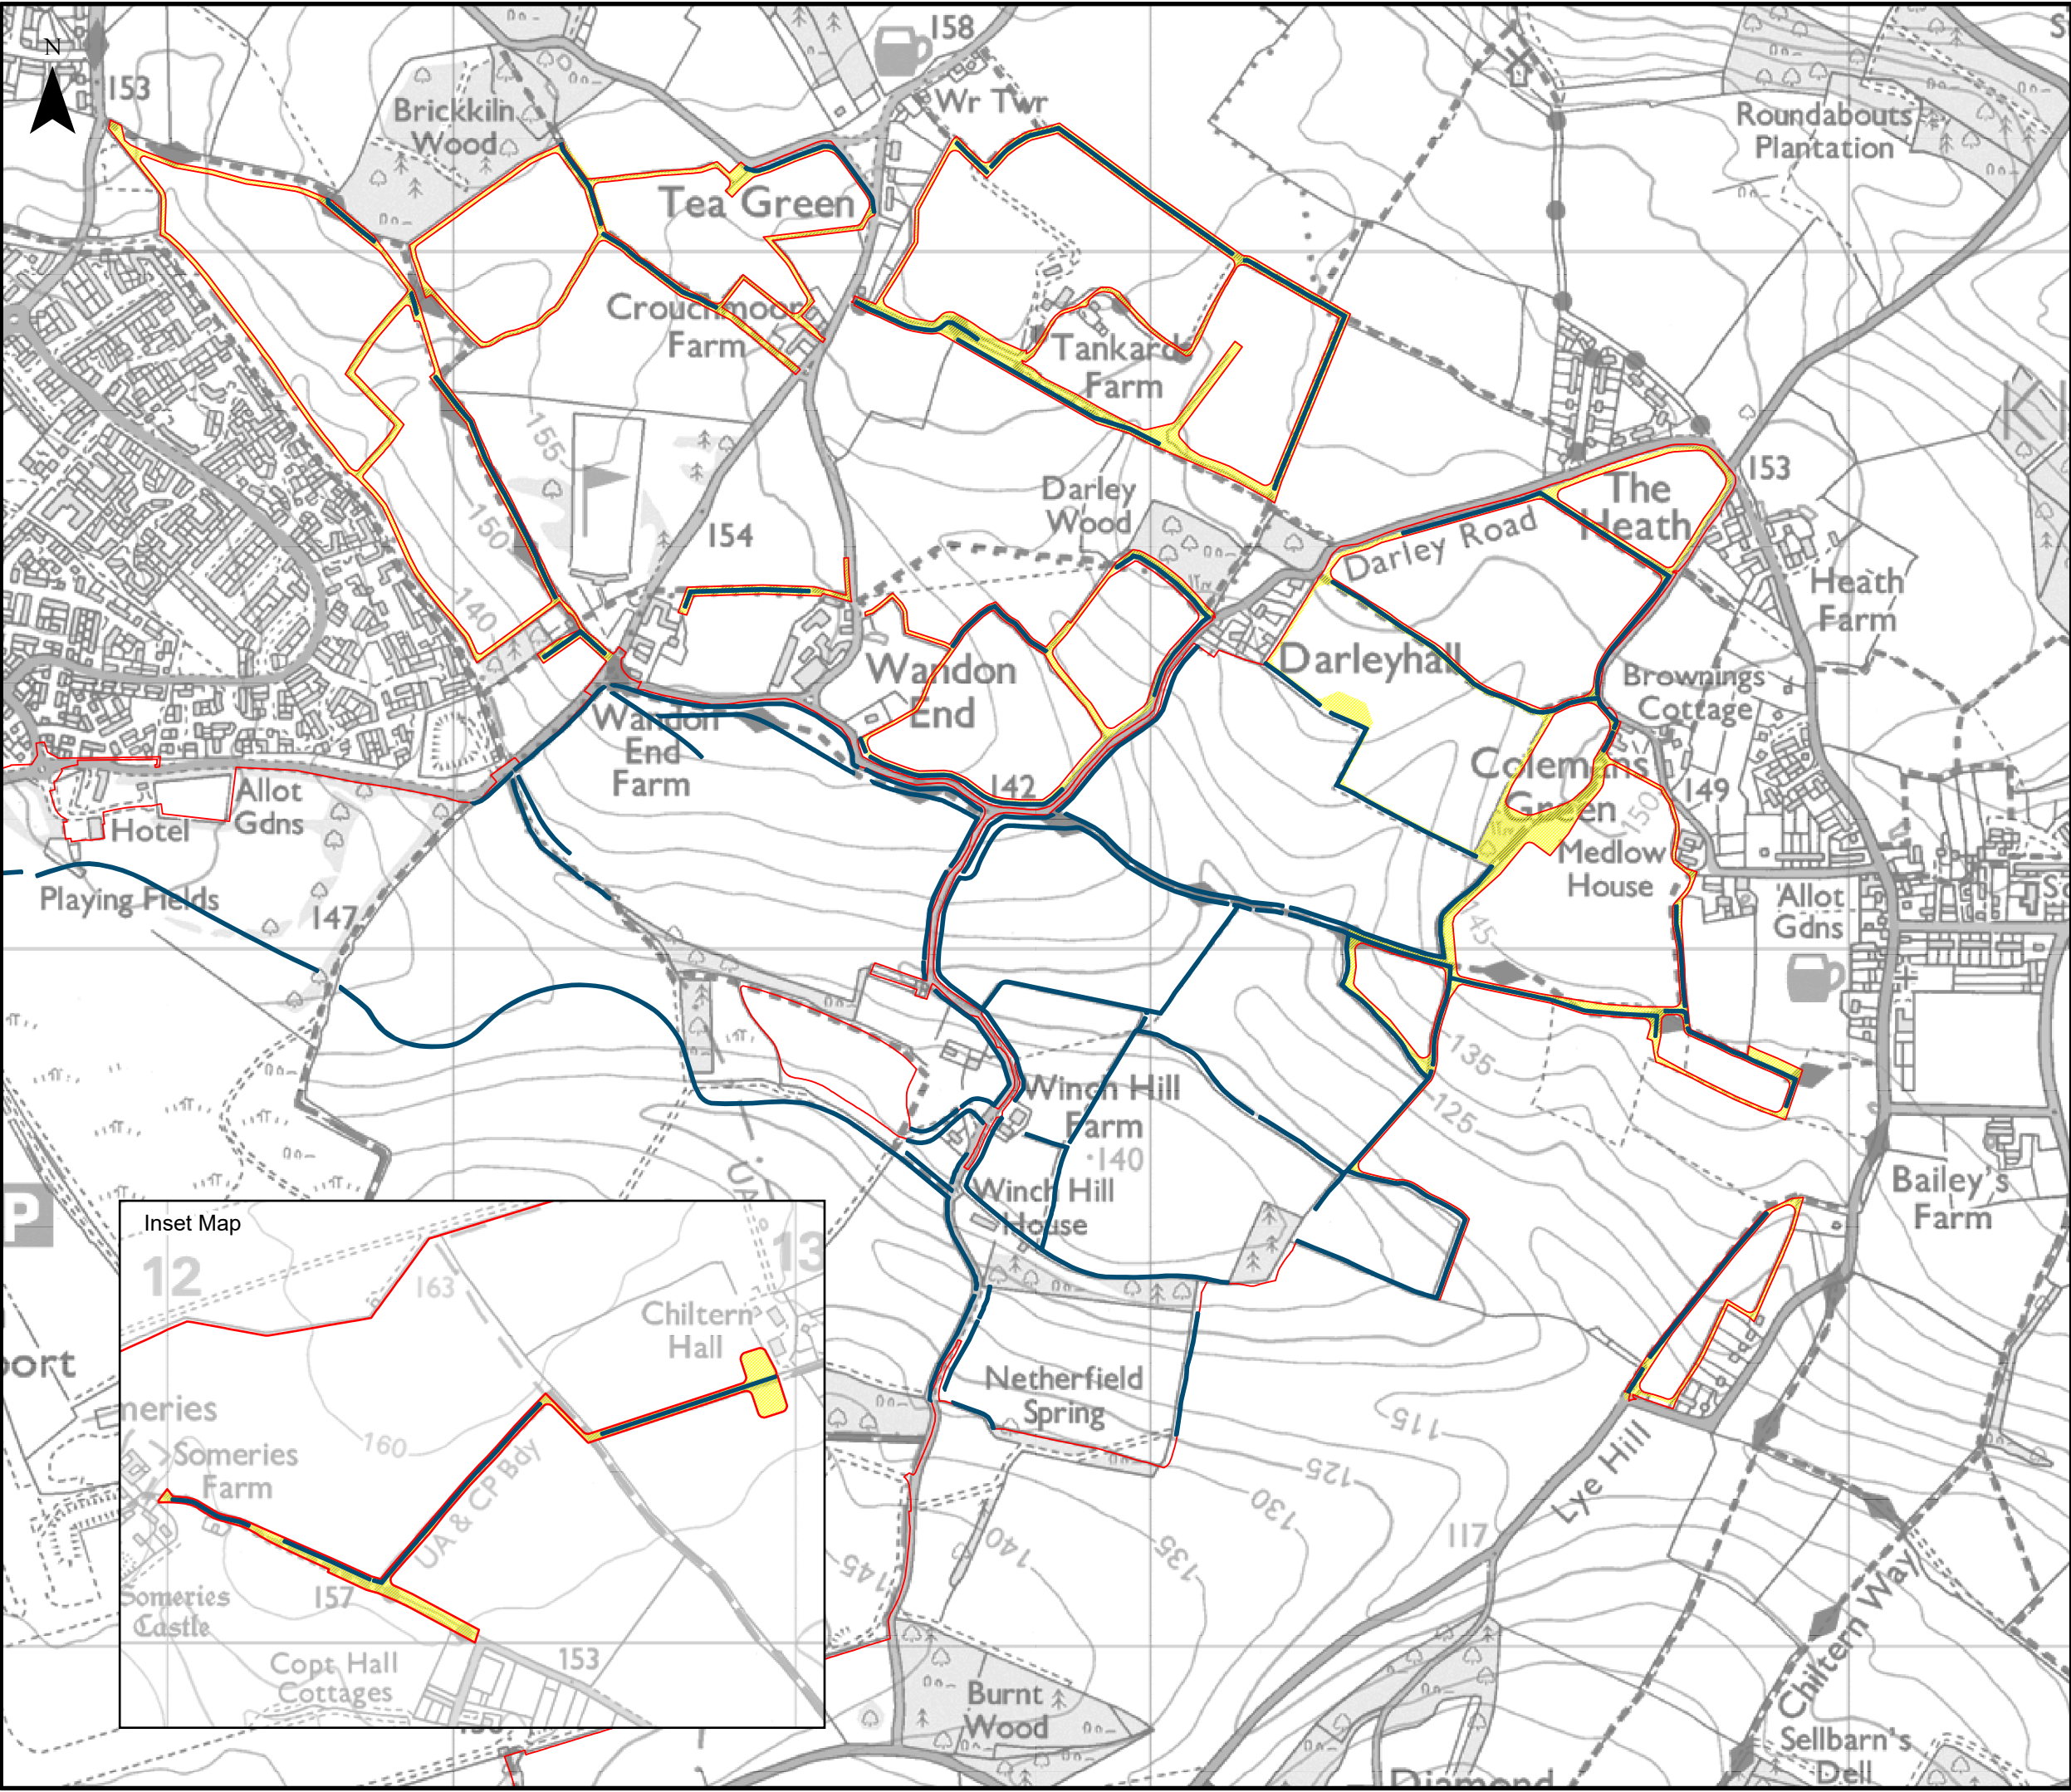 158
N
153
Brickkiln
Wood
Wr Twr
Roundabouts
Plantation
Tea Green
Crouchmoor
Farm
Tankards
Farm
155
The
Heath
153
Darley
Wood
150
154
Darley Road
140
Heath
Farm
Wandon
End
Darleyhall
Brownings
Cottage
Wandon
End
Farm
Colemans
Green
142
150
149
Allot
Gdns
Hotel
Medlow
House
Playing Fields
147
145
Allot
Gdns
135
Winch Hill
Farm
125
140
Bailey's
Farm
Winch Hill
House
P
UA
Inset Map
12
13
163
Chiltern
Hall
port
Netherfield
Spring
115
160
Someries
Farm
UA & CP Bdy
125
130
Lye Hill
117
140
135
145
157
Someries
Castle
Copt Hall
Cottages
153
Chiltern Way
Burnt
Wood
Sellbarn's
Dell
Diamond